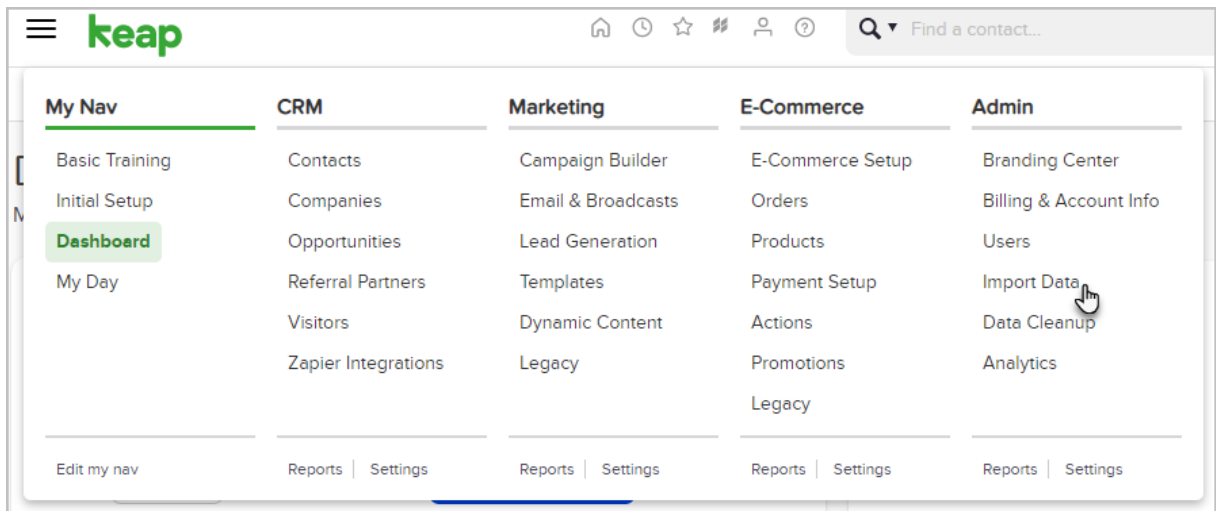 keap
Find a contact...
My Nav
Basic Training
Initial Setup
Dashboard
My Day
Edit my nav
CRM
Contacts
Companies
Opportunities
Referral Partners
Visitors
Zapier Integrations
Reports
Settings
Marketing
Campaign Builder
Email & Broadcasts
Lead Generation
Templates
Dynamic Content
Legacy
Reports
Settings
E-Commerce
E-Commerce Setup
Orders
Products
Payment Setup
Actions
Promotions
Legacy
Reports
Settings
Admin
Branding Center
Billing & Account Info
Users
Import Data
Data Cleanup
Analytics
Reports
Settings